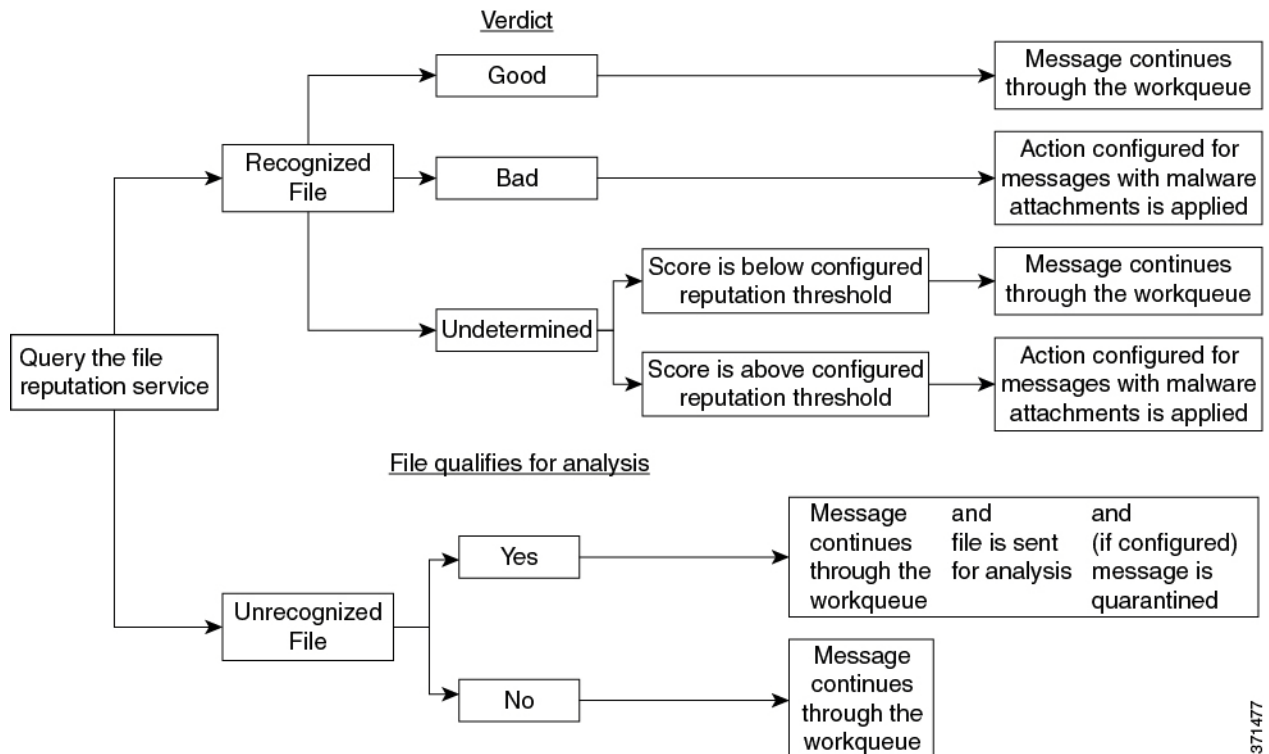 Verdict
Good
Message continues
through the workqueue
Recognized
File
Bad
Action configured for
messages with malware
attachments is applied
Undetermined
Score is below configured
reputation threshold
Message continues
through the workqueue
Score is above configured
reputation threshold
Action configured for
messages with malware
attachments is applied
Query the file
reputation service
File qualifies for analysis
Unrecognized
File
Yes
Message
continues
through the
workqueue
and
file is sent
for analysis
and
(if configured)
message is
quarantined
No
Message
continues
through the
workqueue
371477